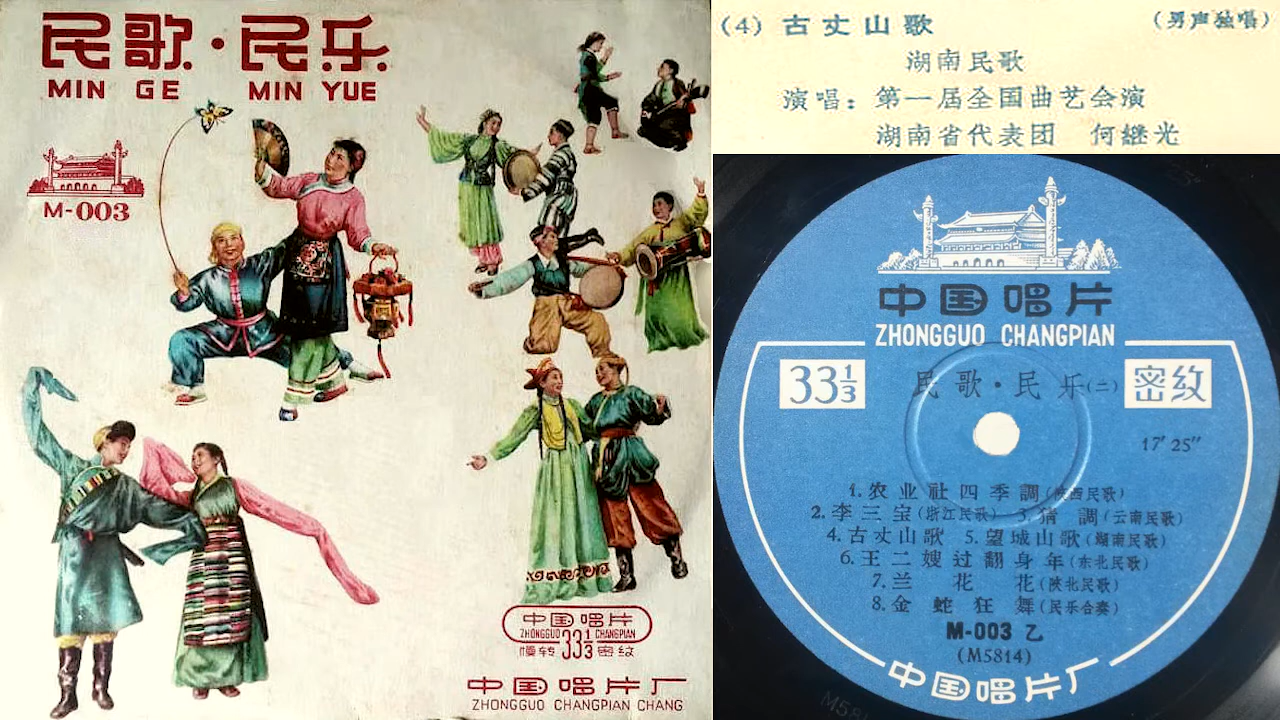 民歌·民乐
MIN GE MIN YUE
M-003
中国唱片
ZHONGGUO CHANGPIAN
慢转 33⅓ 密纹
中国唱片厂
ZHONGGUO CHANGPIAN CHANG
(4) 古丈山歌 (男声独唱)
湖南民歌
演唱：第一届全国曲艺会演
湖南省代表团 何继光
中国唱片
ZHONGGUO CHANGPIAN
33⅓ 密纹
民歌·民乐(二)
17′ 25″
1. 农业社四季調(陕西民歌)
2. 李三宝(浙江民歌) 3. 猜調(云南民歌)
4. 古丈山歌 5. 望城山歌(湖南民歌)
6. 王二嫂过翻身年(东北民歌)
7. 兰花花(陕北民歌)
8. 金蛇狂舞(民乐合奏)
M-003 乙
(M5814)
中国唱片厂